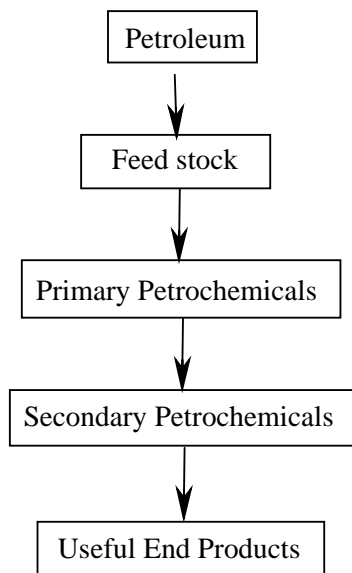 Petroleum
Feed stock
Primary Petrochemicals
Secondary Petrochemicals
Useful End Products